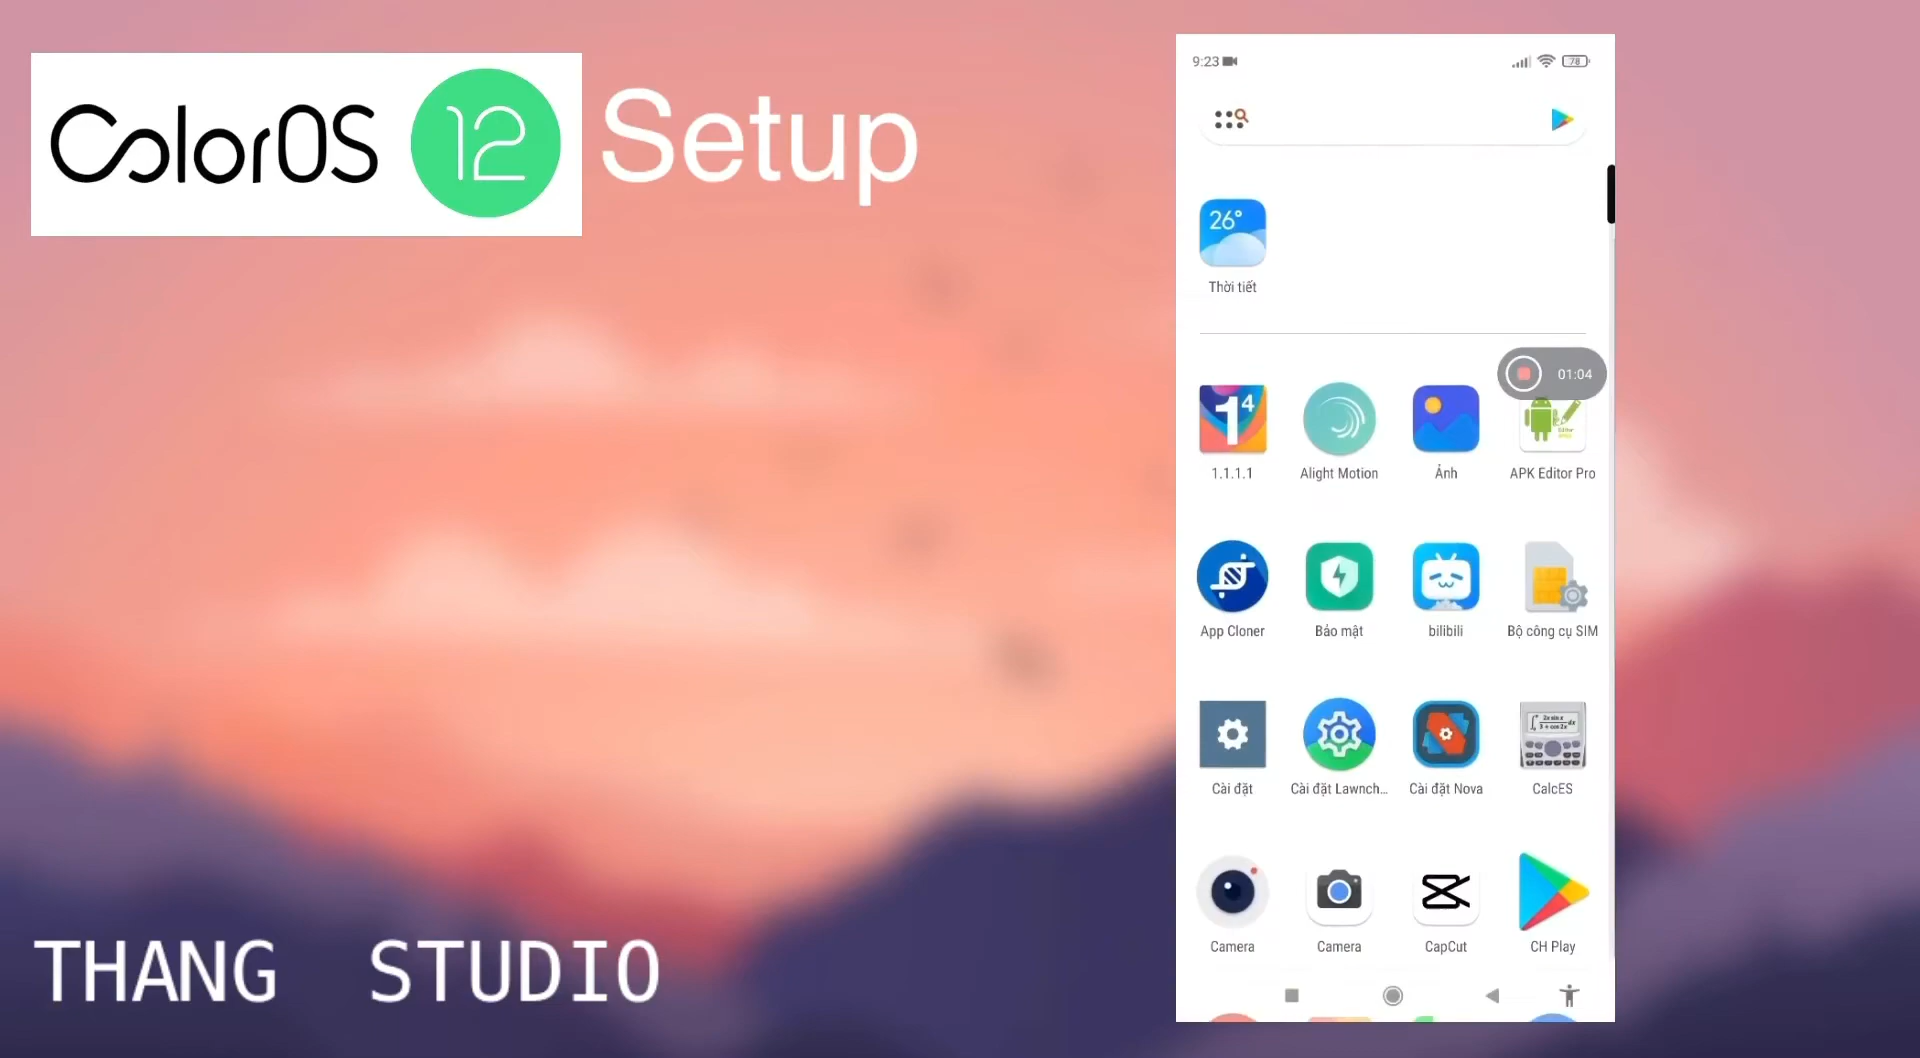 ColorOS 12 Setup
9:23
78
26°
Thời tiết
01:04
1.1.1.1
Alight Motion
Ảnh
APK Editor Pro
App Cloner
Bảo mật
bilibili
Bộ công cụ SIM
Cài đặt
Cài đặt Lawnch...
Cài đặt Nova
CalcES
Camera
Camera
CapCut
CH Play
THANG STUDIO